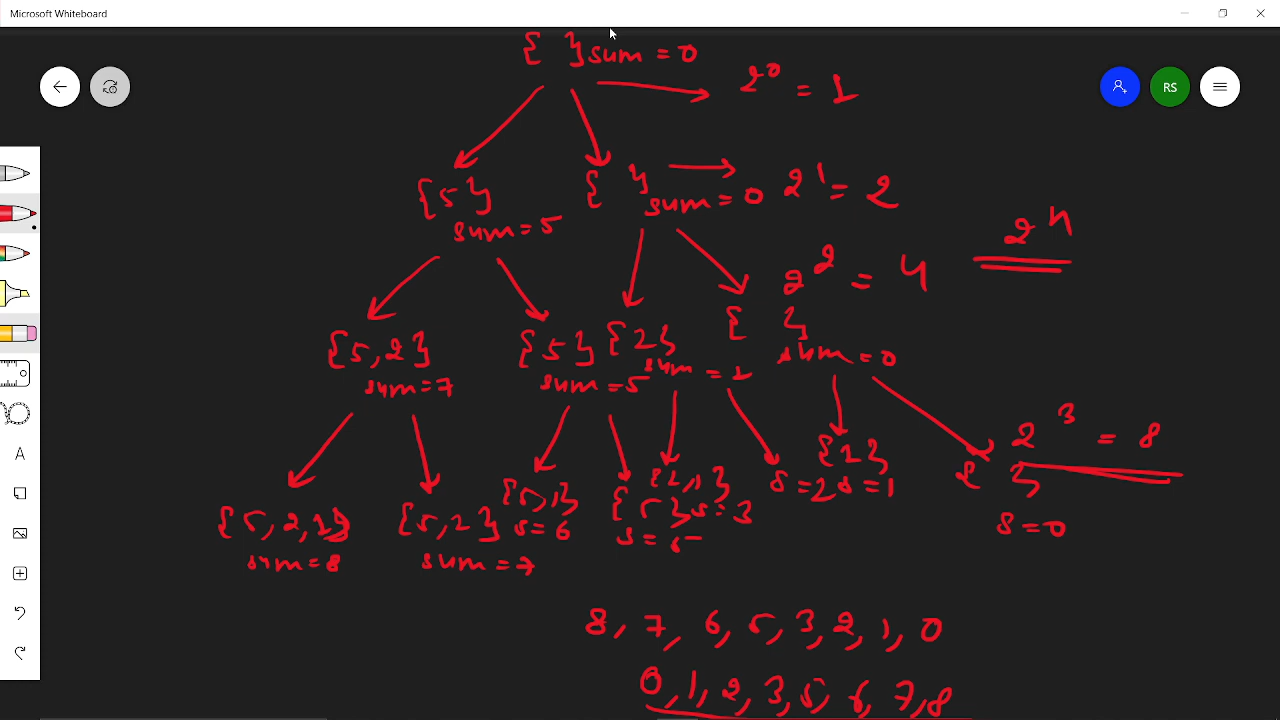 Microsoft Whiteboard
{ } sum = 0
2^0 = 1
RS
{5} sum = 5
{ } sum = 0
2^1 = 2
2^n
2^2 = 4
{5,2} sum = 7
{5} sum = 5
{2} sum = 2
{ } sum = 0
2^3 = 8
{5,2,1} sum = 8
{5,2} sum = 7
{5,1} s = 6
{5} s = 5
{2,1} s = 3
s = 2
{1} s = 1
{ } s = 0
A
8, 7, 6, 5, 3, 2, 1, 0
0, 1, 2, 3, 5, 6, 7, 8